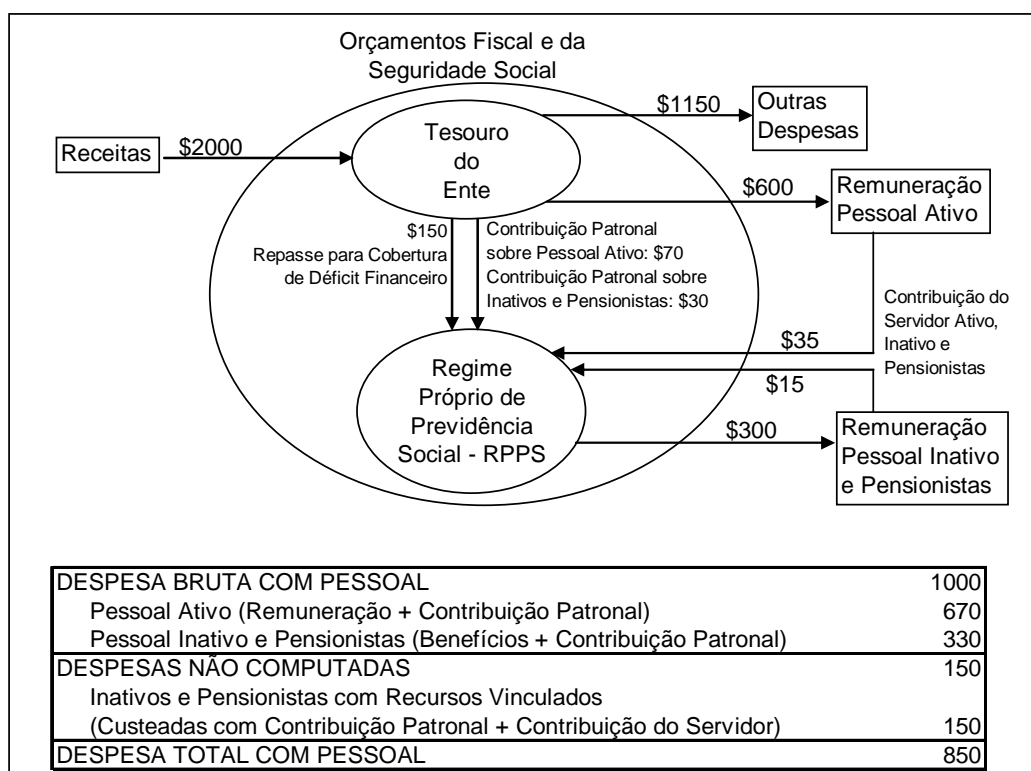 Orçamentos Fiscal e da
Seguridade Social
Receitas
$2000
Tesouro
do
Ente
$1150
Outras
Despesas
$600
Remuneração
Pessoal Ativo
$150
Repasse para Cobertura
de Déficit Financeiro
Contribuição Patronal
sobre Pessoal Ativo: $70
Contribuição Patronal sobre
Inativos e Pensionistas: $30
Contribuição do
Servidor Ativo,
Inativo e
Pensionistas
$35
$15
Regime
Próprio de
Previdência
Social - RPPS
$300
Remuneração
Pessoal Inativo
e Pensionistas
DESPESA BRUTA COM PESSOAL 1000
Pessoal Ativo (Remuneração + Contribuição Patronal) 670
Pessoal Inativo e Pensionistas (Benefícios + Contribuição Patronal) 330
DESPESAS NÃO COMPUTADAS 150
Inativos e Pensionistas com Recursos Vinculados
(Custeadas com Contribuição Patronal + Contribuição do Servidor) 150
DESPESA TOTAL COM PESSOAL 850